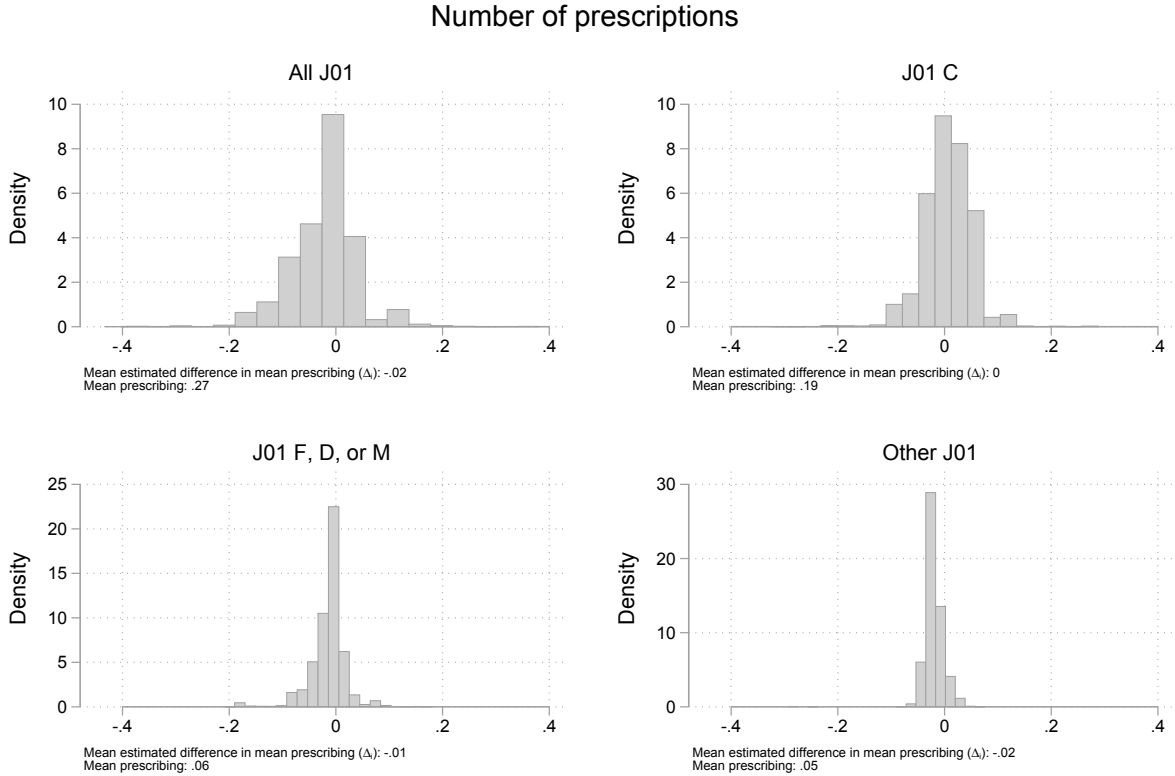 Number of prescriptions
All J01
Density
10
8
6
4
2
0
-.4 -.2 0 .2 .4
Mean estimated difference in mean prescribing (Δᵢ): -.02
Mean prescribing: .27
J01 C
Density
10
8
6
4
2
0
-.4 -.2 0 .2 .4
Mean estimated difference in mean prescribing (Δᵢ): 0
Mean prescribing: .19
J01 F, D, or M
Density
25
20
15
10
5
0
-.4 -.2 0 .2 .4
Mean estimated difference in mean prescribing (Δᵢ): -.01
Mean prescribing: .06
Other J01
Density
30
20
10
0
-.4 -.2 0 .2 .4
Mean estimated difference in mean prescribing (Δᵢ): -.02
Mean prescribing: .05